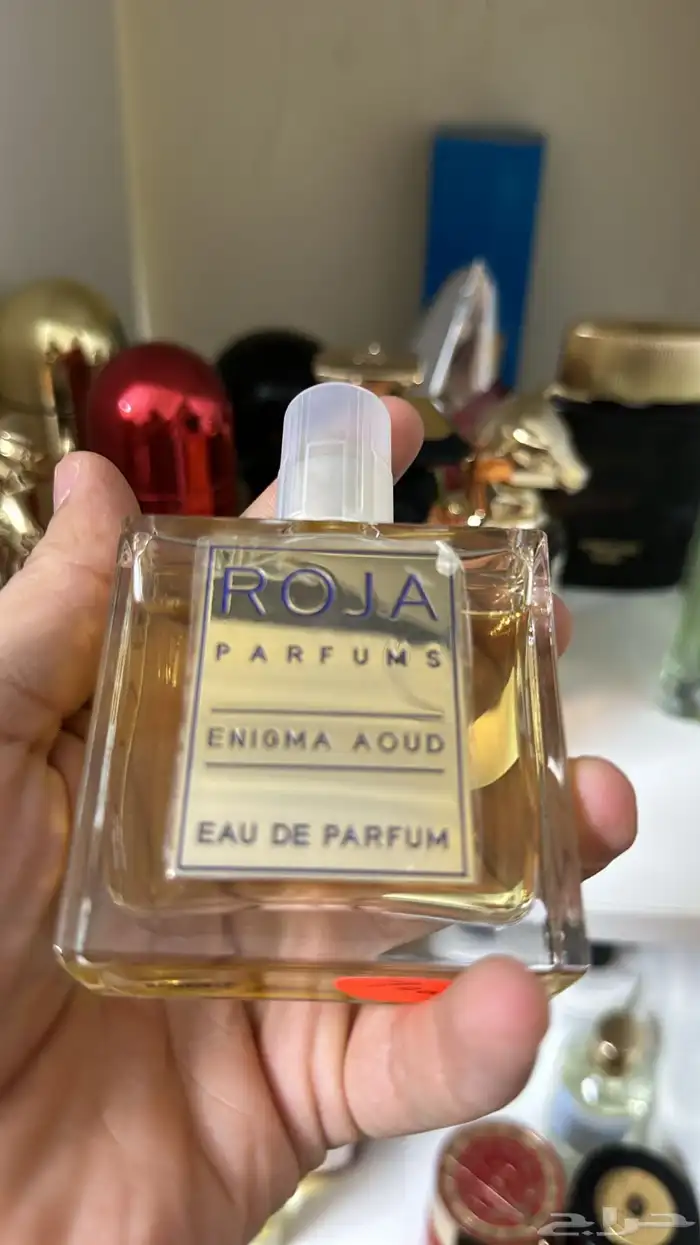 ROJA
PARFUMS
ENIGMA AOUD
EAU DE PARFUM
حراج